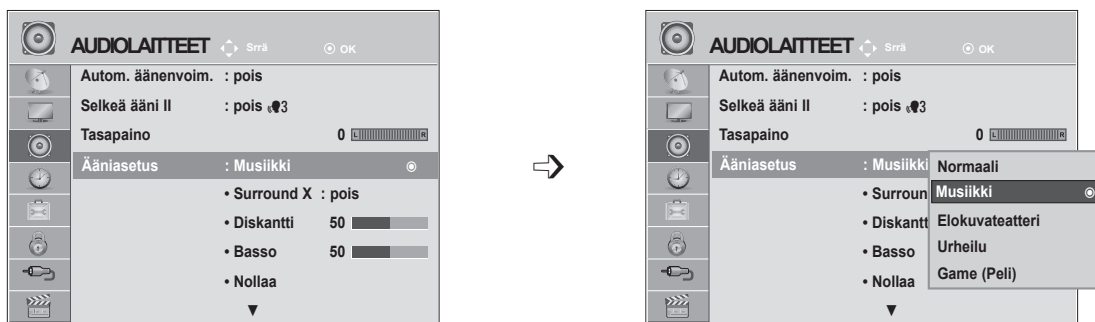 AUDIOLAITTEET Srrä OK
Autom. äänenvoim. : pois
Selkeä ääni II : pois 3
Tasapaino 0 L R
Ääniasetus : Musiikki
• Surround X : pois
• Diskantti 50
• Basso 50
• Nollaa
▼
AUDIOLAITTEET Srrä OK
Autom. äänenvoim. : pois
Selkeä ääni II : pois 3
Tasapaino 0 L R
Ääniasetus : Musiikki
• Surroun
• Diskantt
• Basso
• Nollaa
▼
Normaali
Musiikki
Elokuvateatteri
Urheilu
Game (Peli)